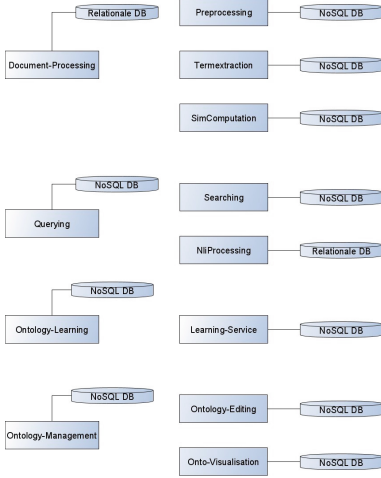 Relationale DB
Preprocessing
NoSQL DB
Document-Processing
Termextraction
NoSQL DB
SimComputation
NoSQL DB
NoSQL DB
Searching
NoSQL DB
Querying
NliProcessing
Relationale DB
NoSQL DB
Ontology-Learning
Learning-Service
NoSQL DB
NoSQL DB
Ontology-Editing
NoSQL DB
Ontology-Management
Onto-Visualisation
NoSQL DB